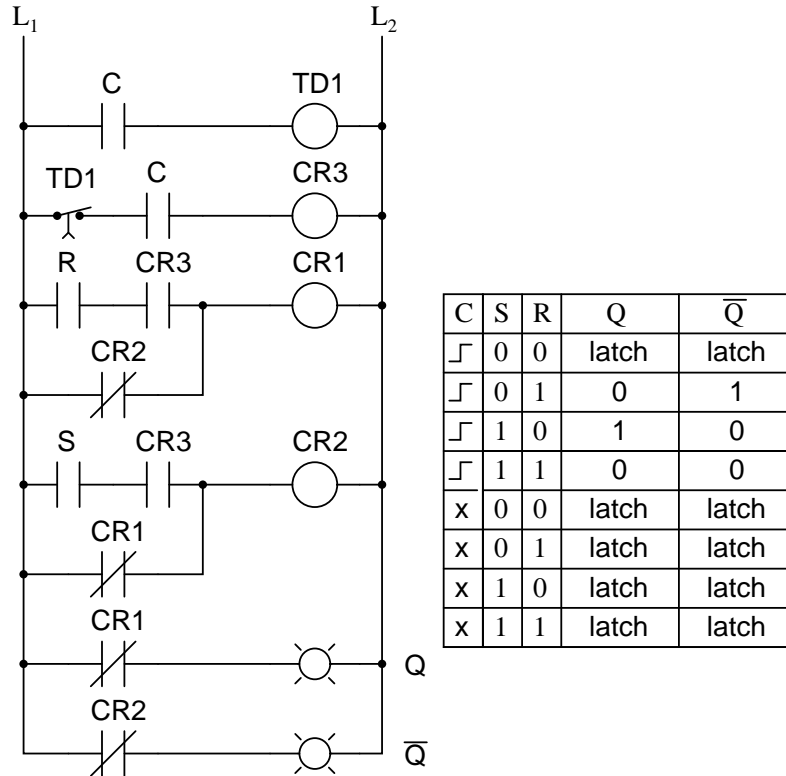 L₁ L₂
C TD1
TD1 C CR3
R CR3 CR1
CR2
S CR3 CR2
CR1
CR1
Q
CR2
Q̅
C S R Q Q̅
0 0 latch latch
0 1 0 1
1 0 1 0
1 1 0 0
x 0 0 latch latch
x 0 1 latch latch
x 1 0 latch latch
x 1 1 latch latch